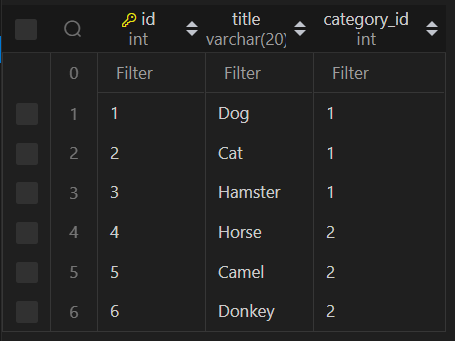 id title category_id
int varchar(20) int
0 Filter Filter Filter
1 1 Dog 1
2 2 Cat 1
3 3 Hamster 1
4 4 Horse 2
5 5 Camel 2
6 6 Donkey 2